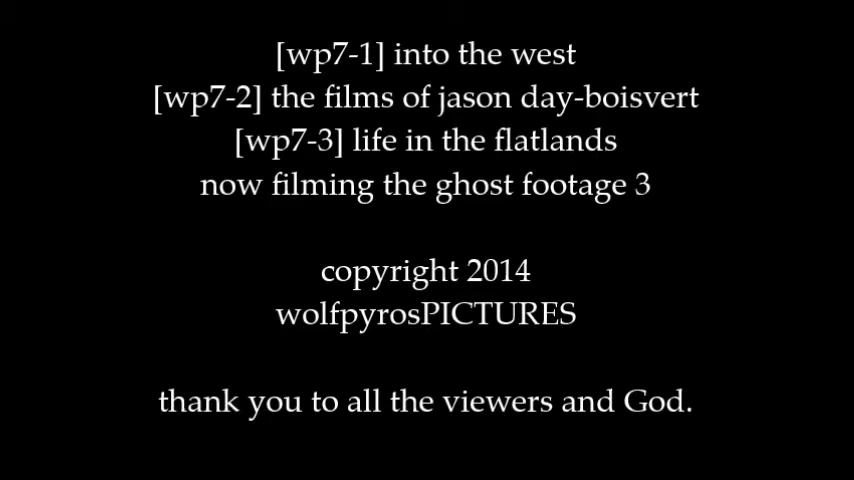 [wp7-1] into the west
[wp7-2] the films of jason day-boisvert
[wp7-3] life in the flatlands
now filming the ghost footage 3
copyright 2014
wolfpyrosPICTURES
thank you to all the viewers and God.